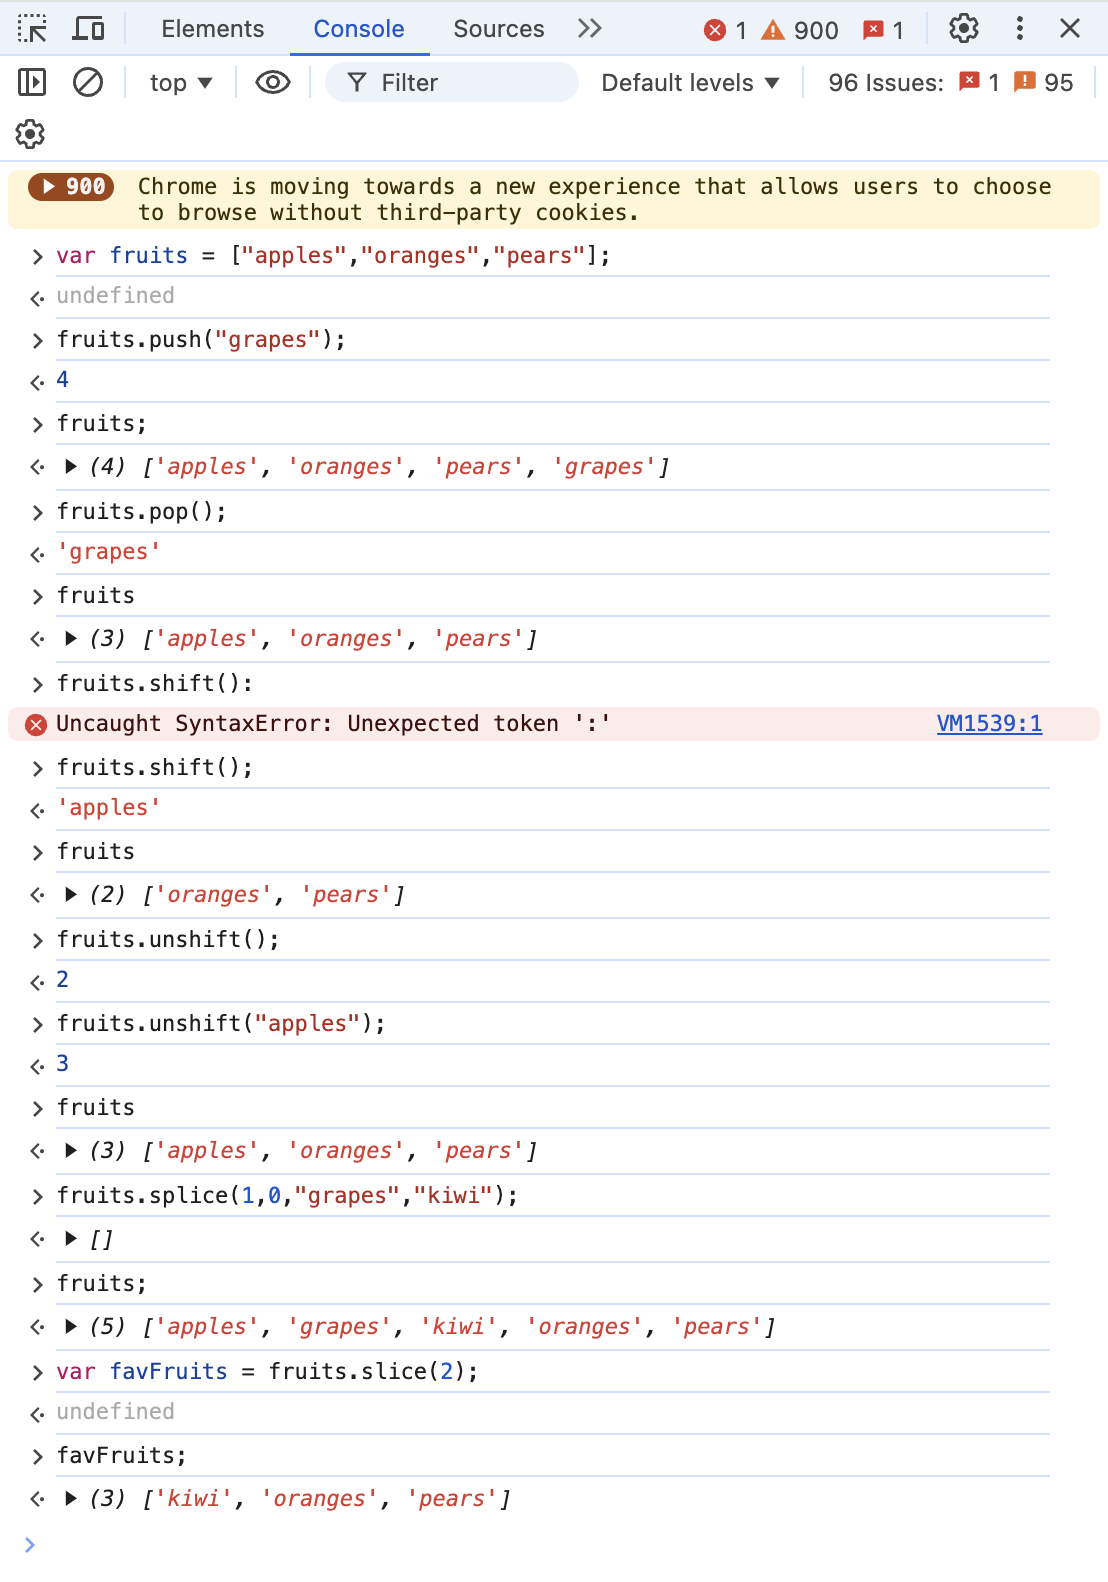 Elements Console Sources 1 900 1
top Filter Default levels 96 Issues: 1 95
900 Chrome is moving towards a new experience that allows users to choose
to browse without third-party cookies.
var fruits = ["apples","oranges","pears"];
undefined
fruits.push("grapes");
4
fruits;
(4) ['apples', 'oranges', 'pears', 'grapes']
fruits.pop();
'grapes'
fruits
(3) ['apples', 'oranges', 'pears']
fruits.shift():
Uncaught SyntaxError: Unexpected token ':' VM1539:1
fruits.shift();
'apples'
fruits
(2) ['oranges', 'pears']
fruits.unshift();
2
fruits.unshift("apples");
3
fruits
(3) ['apples', 'oranges', 'pears']
fruits.splice(1,0,"grapes","kiwi");
[]
fruits;
(5) ['apples', 'grapes', 'kiwi', 'oranges', 'pears']
var favFruits = fruits.slice(2);
undefined
favFruits;
(3) ['kiwi', 'oranges', 'pears']